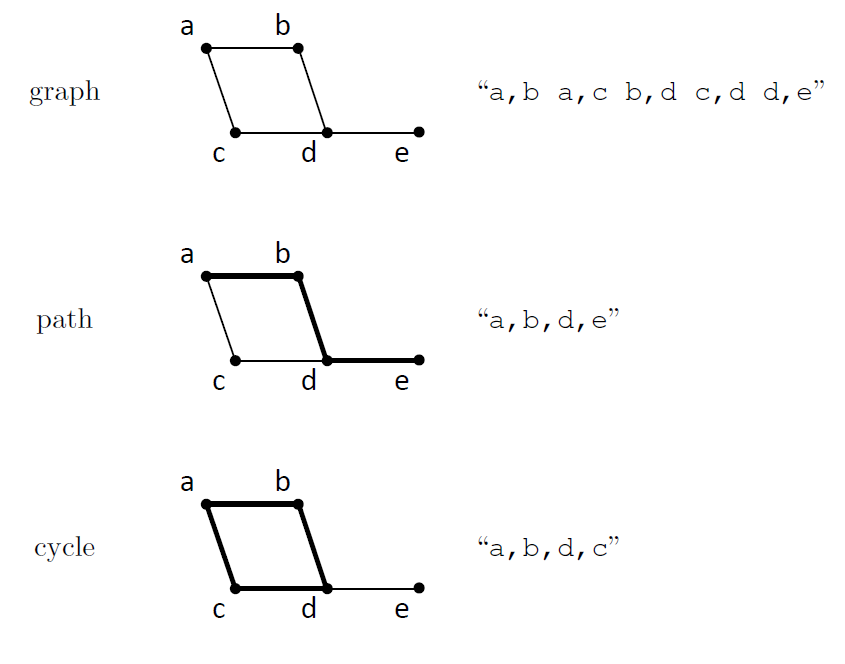 a b
graph “a,b a,c b,d c,d d,e”
c d e
a b
path “a,b,d,e”
c d e
a b
cycle “a,b,d,c”
c d e